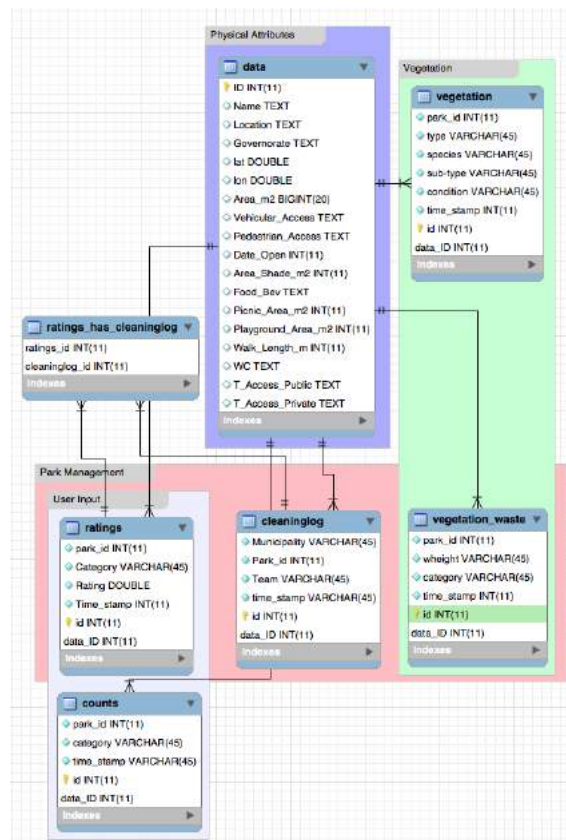 Physical Attributes
data
ID INT(11)
Name TEXT
Location TEXT
Governorate TEXT
lat DOUBLE
lon DOUBLE
Area_m2 BIGINT(20)
Vehicular_Access TEXT
Pedestrian_Access TEXT
Date_Open INT(11)
Area_Shade_m2 INT(11)
Food_Bev TEXT
Picnic_Area_m2 INT(11)
Playground_Area_m2 INT(11)
Walk_Length_m INT(11)
WC TEXT
T_Access_Public TEXT
T_Access_Private TEXT
Indexes
Vegetation
vegetation
park_id INT(11)
type VARCHAR(45)
species VARCHAR(45)
sub-type VARCHAR(45)
condition VARCHAR(45)
time_stamp INT(11)
id INT(11)
data_ID INT(11)
Indexes
ratings_has_cleaninglog
ratings_id INT(11)
cleaninglog_id INT(11)
Indexes
Park Management
User Input
ratings
park_id INT(11)
Category VARCHAR(45)
Rating DOUBLE
Time_stamp INT(11)
id INT(11)
data_ID INT(11)
Indexes
cleaninglog
Municipality VARCHAR(45)
Park_id INT(11)
Team VARCHAR(45)
time_stamp VARCHAR(45)
id INT(11)
data_ID INT(11)
Indexes
vegetation_waste
park_id INT(11)
wheight VARCHAR(45)
category VARCHAR(45)
time_stamp INT(11)
id INT(11)
data_ID INT(11)
Indexes
counts
park_id INT(11)
category VARCHAR(45)
time_stamp VARCHAR(45)
id INT(11)
data_ID INT(11)
Indexes